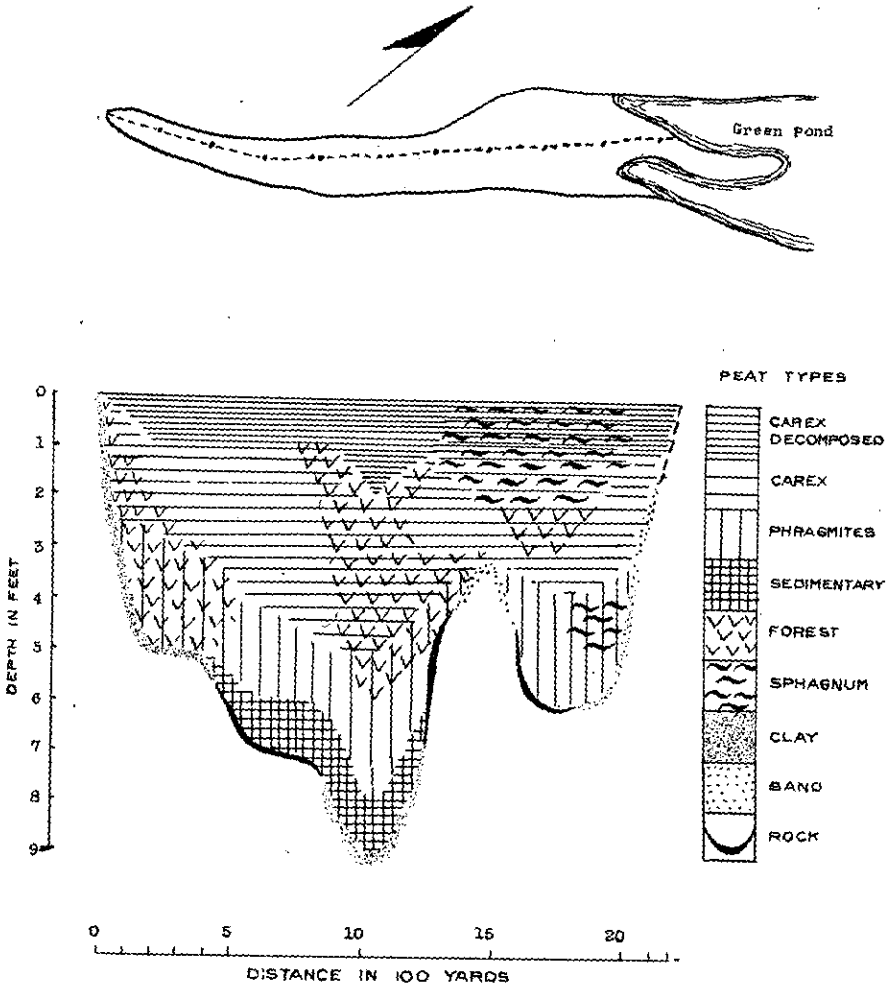 Green pond
PEAT TYPES
CAREX
DECOMPOSED
CAREX
PHRAGMITES
SEDIMENTARY
FOREST
SPHAGNUM
CLAY
SAND
ROCK
DEPTH IN FEET
0
1
2
3
4
5
6
7
8
9
0 5 10 15 20
DISTANCE IN 100 YARDS